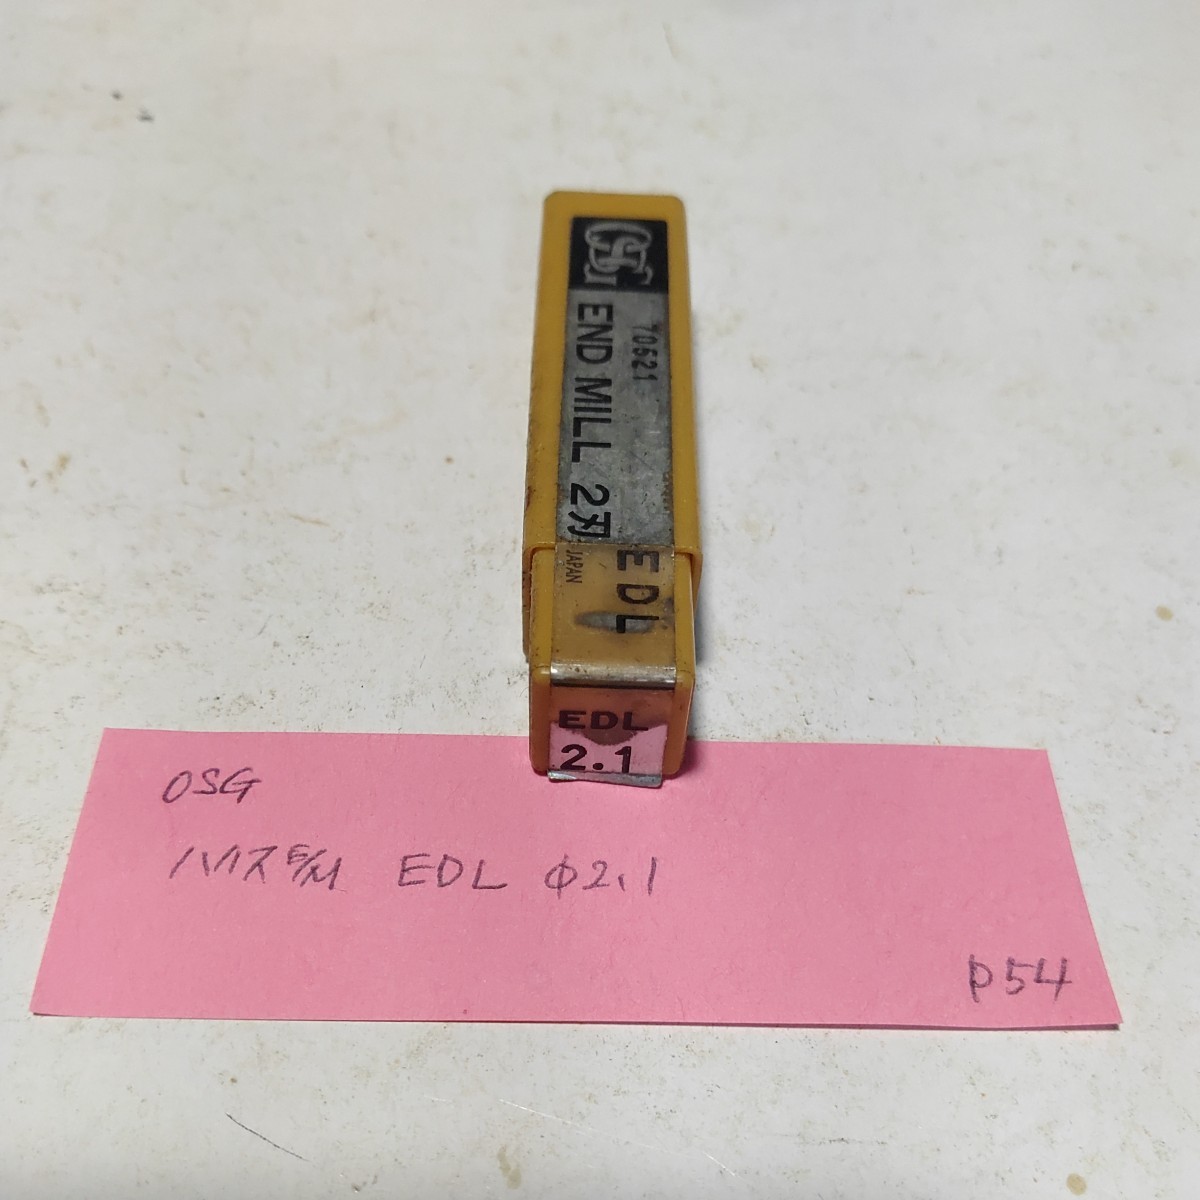 OSG
70621
END MILL 2刃
JAPAN
EDL
EDL
2.1
OSG
ハイスE/M EDL φ2.1
P54